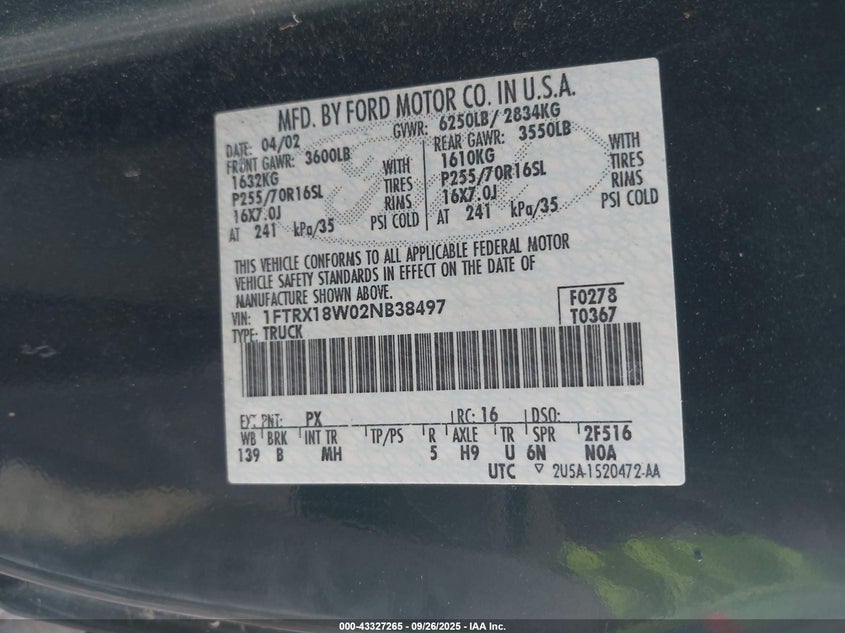 MFD. BY FORD MOTOR CO. IN U.S.A.
DATE: 04/02 GVWR: 6250LB/ 2834KG
FRONT GAWR: 3600LB REAR GAWR: 3550LB
1632KG WITH 1610KG WITH
P255/70R16SL TIRES P255/70R16SL TIRES
16X7.0J RIMS 16X7.0J RIMS
AT 241 kPa/35 PSI COLD AT 241 kPa/35 PSI COLD
THIS VEHICLE CONFORMS TO ALL APPLICABLE FEDERAL MOTOR
VEHICLE SAFETY STANDARDS IN EFFECT ON THE DATE OF
MANUFACTURE SHOWN ABOVE.
VIN: 1FTRX18W02NB38497 F0278
TYPE: TRUCK T0367
EXT PNT: PX RC: 16 DSO:
WB BRK INT TR TP/PS R AXLE TR SPR 2F516
139 B MH 5 H9 U 6N NOA
UTC ▽ 2U5A-1520472-AA
000-43327265 - 09/26/2025 - IAA Inc.